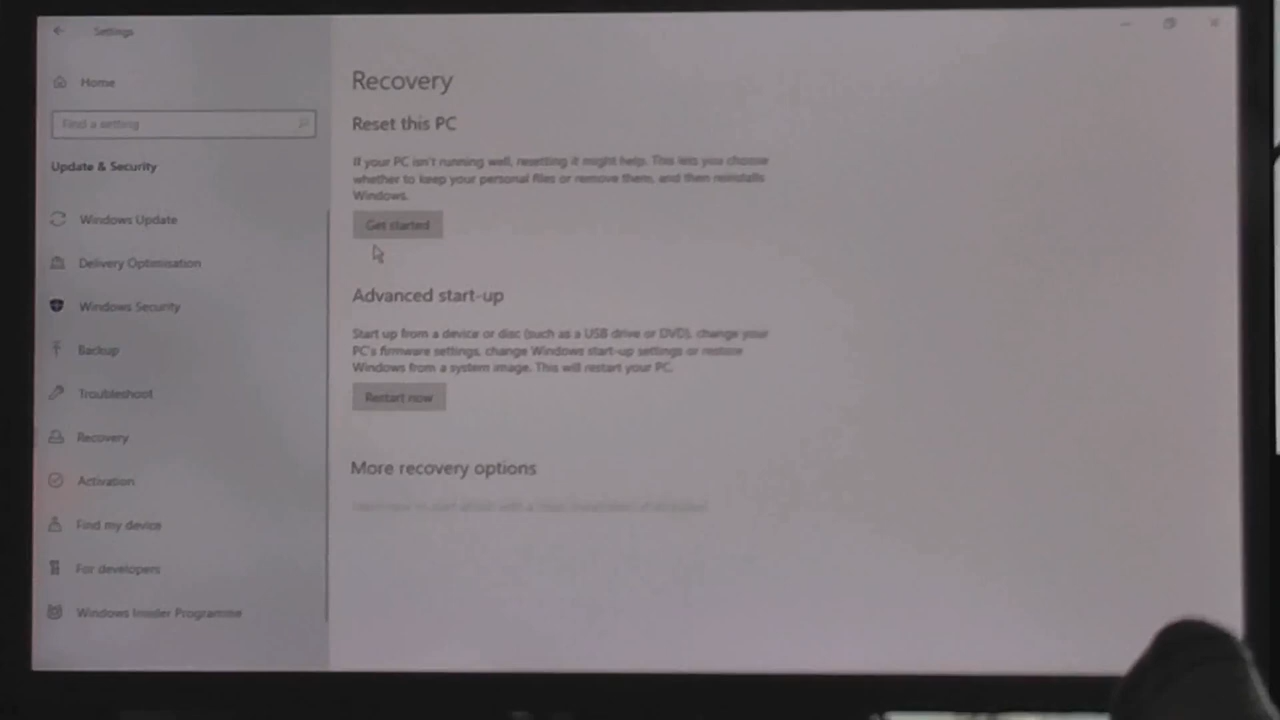 Settings
Home
Find a setting
Update & Security
Windows Update
Delivery Optimisation
Windows Security
Backup
Troubleshoot
Recovery
Activation
Find my device
For developers
Windows Insider Programme
Recovery
Reset this PC
If your PC isn't running well, resetting it might help. This lets you choose
whether to keep your personal files or remove them, and then reinstalls
Windows.
Get started
Advanced start-up
Start up from a device or disc (such as a USB drive or DVD), change your
PC's firmware settings, change Windows start-up settings or restore
Windows from a system image. This will restart your PC.
Restart now
More recovery options